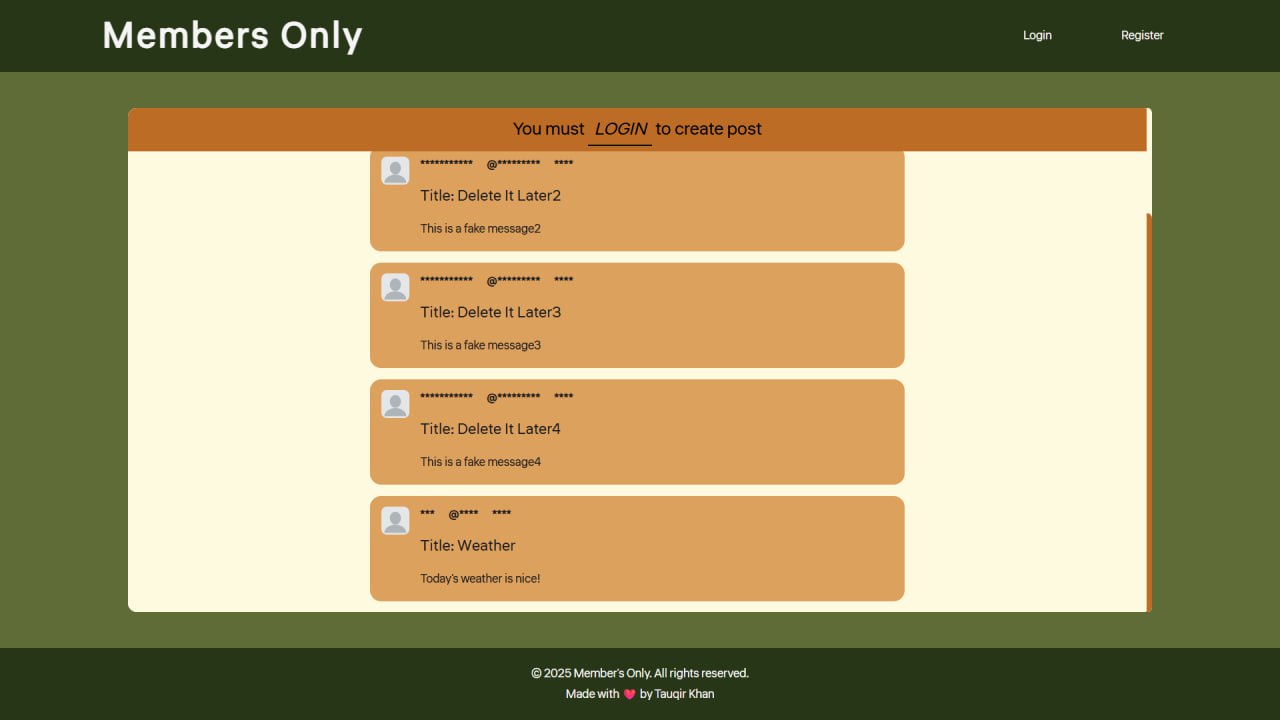 Members Only
Login Register
You must LOGIN to create post
*********** @********* ****
Title: Delete It Later2
This is a fake message2
*********** @********* ****
Title: Delete It Later3
This is a fake message3
*********** @********* ****
Title: Delete It Later4
This is a fake message4
*** @**** ****
Title: Weather
Today's weather is nice!
© 2025 Member's Only. All rights reserved.
Made with ❤️ by Tauqir Khan